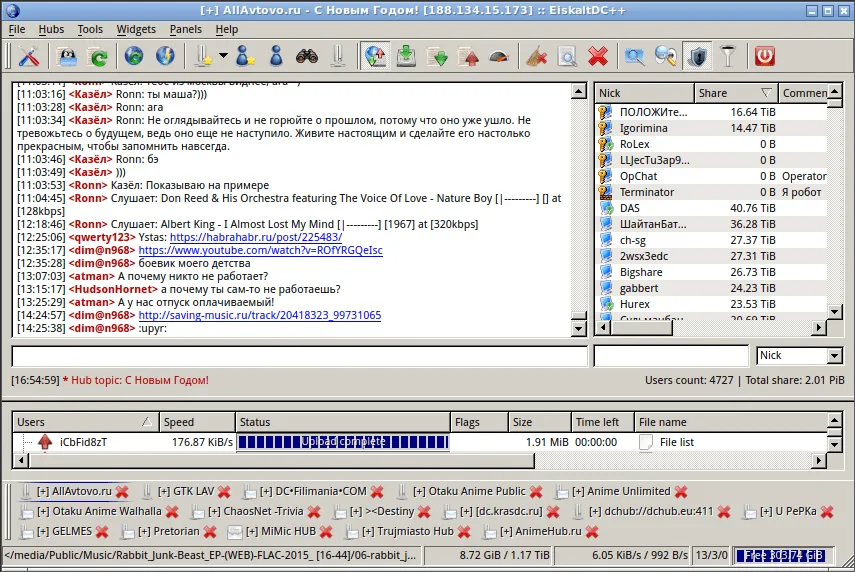 [+] AllAvtovo.ru - С Новым Годом! [188.134.15.173] :: EiskaltDC++
File Hubs Tools Widgets Panels Help
[11:03:16] <Казёл> Ronn: ты маша?)))
[11:03:28] <Казёл> Ronn: ага
[11:03:34] <Казёл> Ronn: Не оглядывайтесь и не горюйте о прошлом, потому что оно уже ушло. Не
тревожьтесь о будущем, ведь оно еще не наступило. Живите настоящим и сделайте его настолько
прекрасным, чтобы запомнить навсегда.
[11:03:46] <Казёл> Ronn: бэ
[11:03:49] <Казёл> )))
[11:03:53] <Ronn> Казёл: Показываю на примере
[11:04:45] <Ronn> Слушает: Don Reed & His Orchestra featuring The Voice Of Love - Nature Boy [|---------] [] at
[128kbps]
[12:18:46] <Ronn> Слушает: Albert King - I Almost Lost My Mind [|---------] [1967] at [320kbps]
[12:25:06] <qwerty123> Ystas: https://habrahabr.ru/post/225483/
[12:35:17] <dim@n968> https://www.youtube.com/watch?v=ROfYRGQeIsc
[12:35:28] <dim@n968> боевик моего детства
[13:07:03] <atman> А почему никто не работает?
[13:15:17] <HudsonHornet> а почему ты сам-то не работаешь?
[13:25:29] <atman> А у нас отпуск оплачиваемый!
[14:24:57] <dim@n968> http://saving-music.ru/track/20418323_99731065
[14:25:38] <dim@n968> :upyr:
Nick Share Commen
ПОЛОЖИте... 16.64 TiB
Igorimina 14.47 TiB
RoLex 0 B
LLJecTu3ap9... 0 B
OpChat 0 B Operator
Terminator 0 B Я робот
DAS 40.76 TiB
ШайтанБат... 36.28 TiB
ch-sg 27.37 TiB
2wsx3edc 27.31 TiB
Bigshare 26.73 TiB
gabbert 24.23 TiB
Hurex 23.53 TiB
Nick
[16:54:59] * Hub topic: С Новым Годом!
Users count: 4727 | Total share: 2.01 PiB
Users Speed Status Flags Size Time left File name
iCbFid8zT 176.87 KiB/s Upload complete 1.91 MiB 00:00:00 File list
[+] AllAvtovo.ru [+] GTK LAV [+] DC•Filimania•COM [+] Otaku Anime Public [+] Anime Unlimited
[+] Otaku Anime Walhalla [+] ChaosNet -Trivia [+] ><Destiny [+] [dc.krasdc.ru] [+] dchub://dchub.eu:411 [+] U PePKa
[+] GELMES [+] Pretorian [+] MiMic HUB [+] Trujmiasto Hub [+] AnimeHub.ru
</media/Public/Music/Rabbit_Junk-Beast_EP-(WEB)-FLAC-2015_ [16-44]/06-rabbit_j... 8.72 GiB / 1.17 TiB 6.05 KiB/s / 992 B/s 13/3/0 Free 303.74 GiB